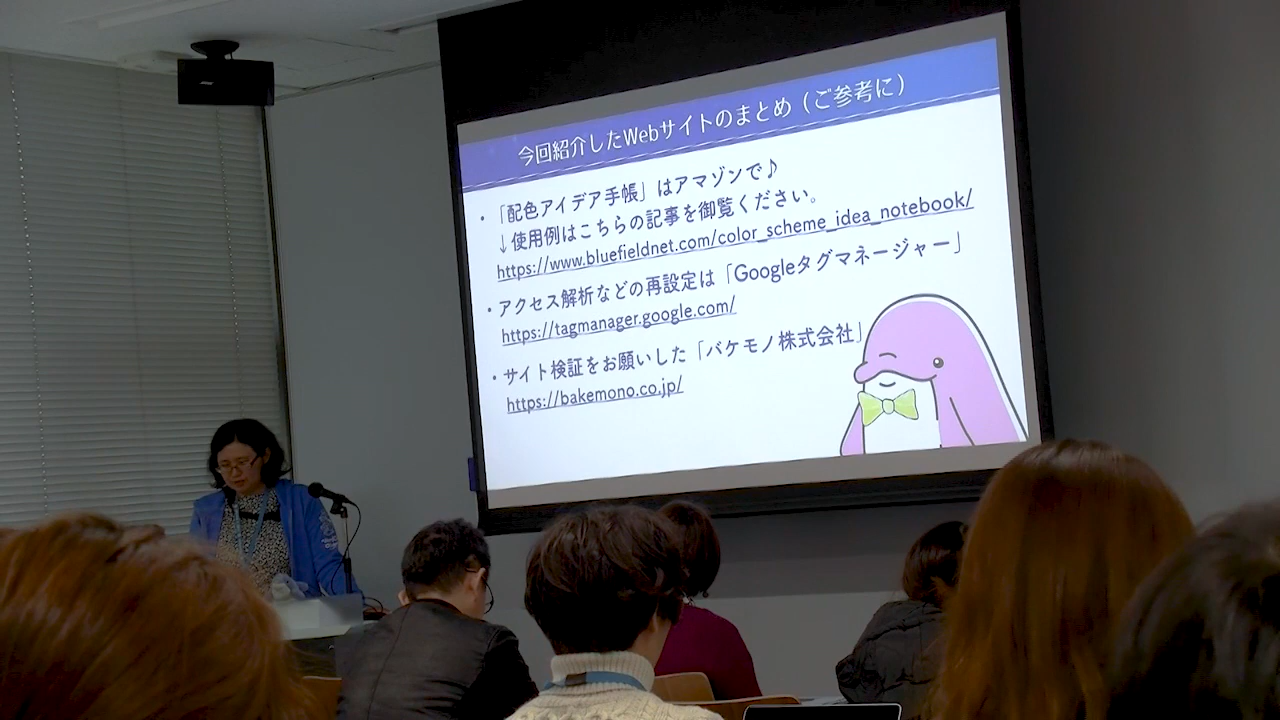 今回紹介したWebサイトのまとめ（ご参考に）
・「配色アイデア手帳」はアマゾンで♪
↓使用例はこちらの記事を御覧ください。
https://www.bluefieldnet.com/color_scheme_idea_notebook/
・アクセス解析などの再設定は「Googleタグマネージャー」
https://tagmanager.google.com/
・サイト検証をお願いした「バケモノ株式会社」
https://bakemono.co.jp/